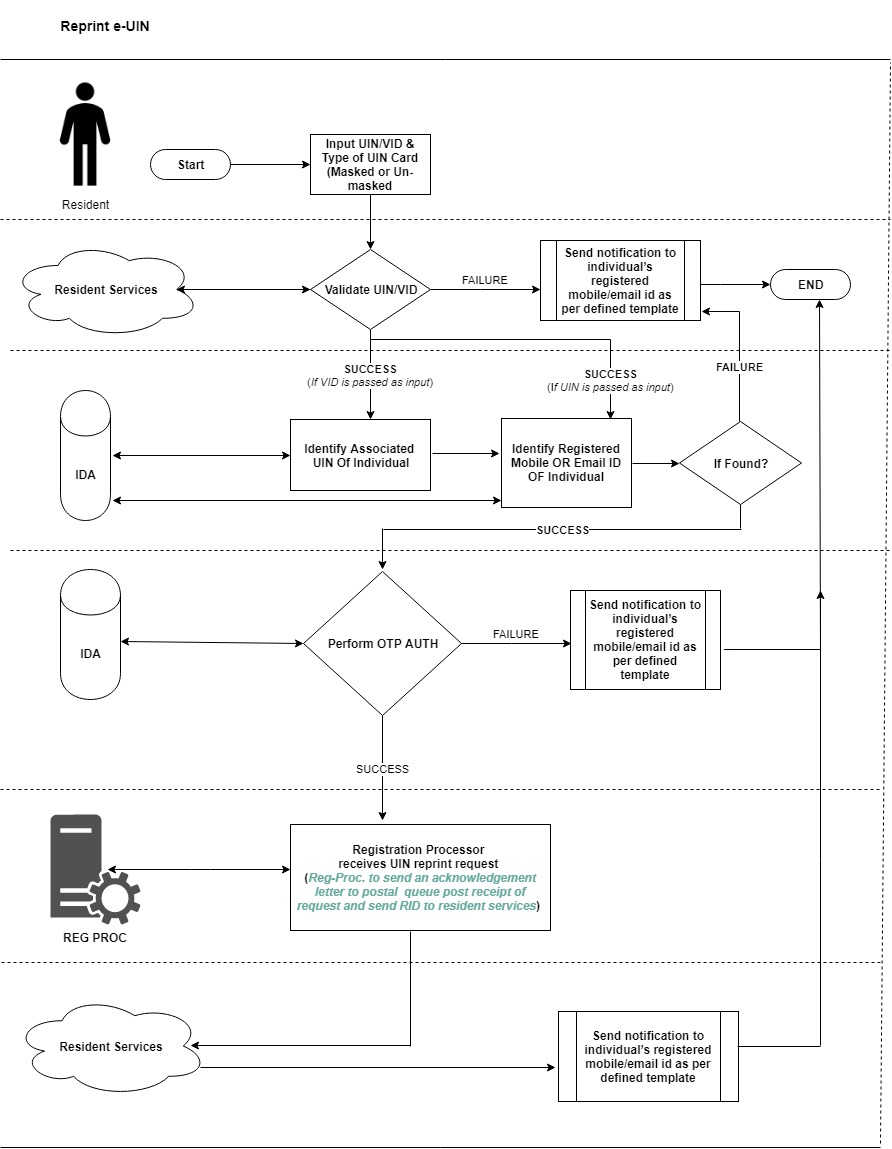 Reprint e-UIN
Resident
Start
Input UIN/VID &
Type of UIN Card
(Masked or Un-
masked
Resident Services
Validate UIN/VID
FAILURE
Send notification to
individual's
registered
mobile/email id as
per defined template
END
SUCCESS
(If VID is passed as input)
SUCCESS
(If UIN is passed as input)
FAILURE
IDA
Identify Associated
UIN Of Individual
Identify Registered
Mobile OR Email ID
OF Individual
If Found?
SUCCESS
IDA
Perform OTP AUTH
FAILURE
Send notification to
individual's
registered
mobile/email id as
per defined
template
SUCCESS
REG PROC
Registration Processor
receives UIN reprint request
(Reg-Proc. to send an acknowledgement
letter to postal queue post receipt of
request and send RID to resident services)
Resident Services
Send notification to
individual's registered
mobile/email id as per
defined template